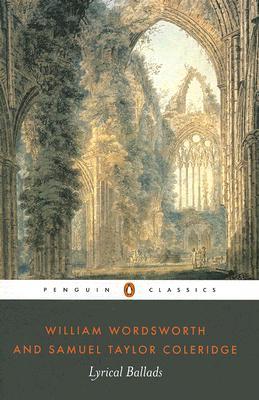 PENGUIN CLASSICS
WILLIAM WORDSWORTH
AND SAMUEL TAYLOR COLERIDGE
Lyrical Ballads